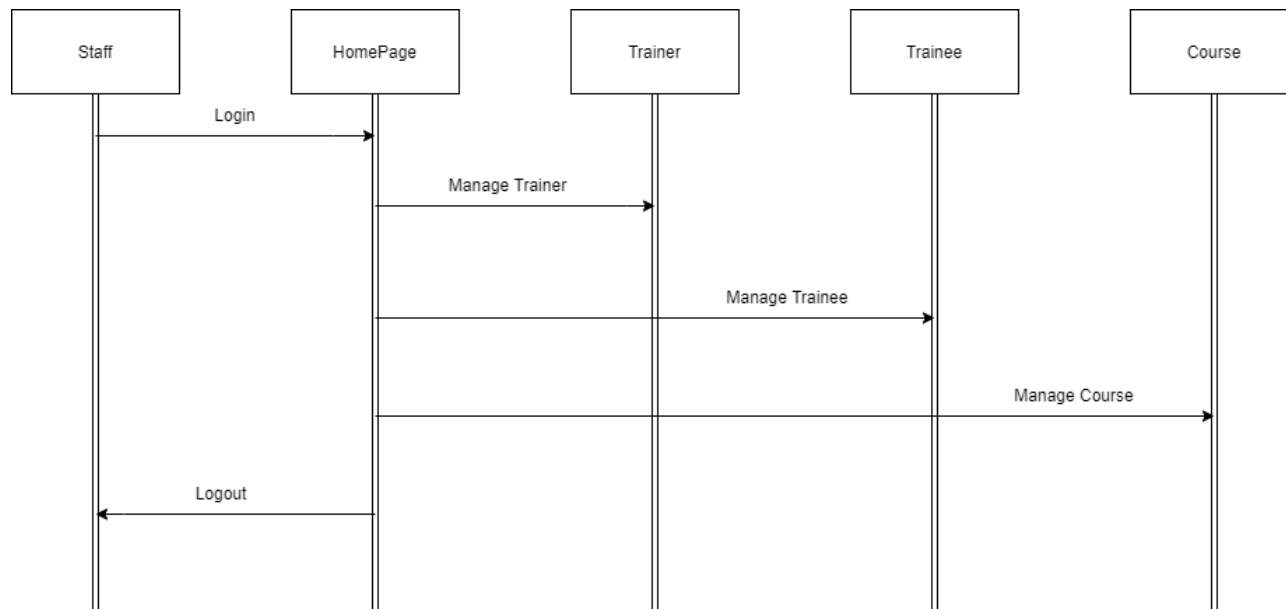 Staff
HomePage
Trainer
Trainee
Course
Login
Manage Trainer
Manage Trainee
Manage Course
Logout